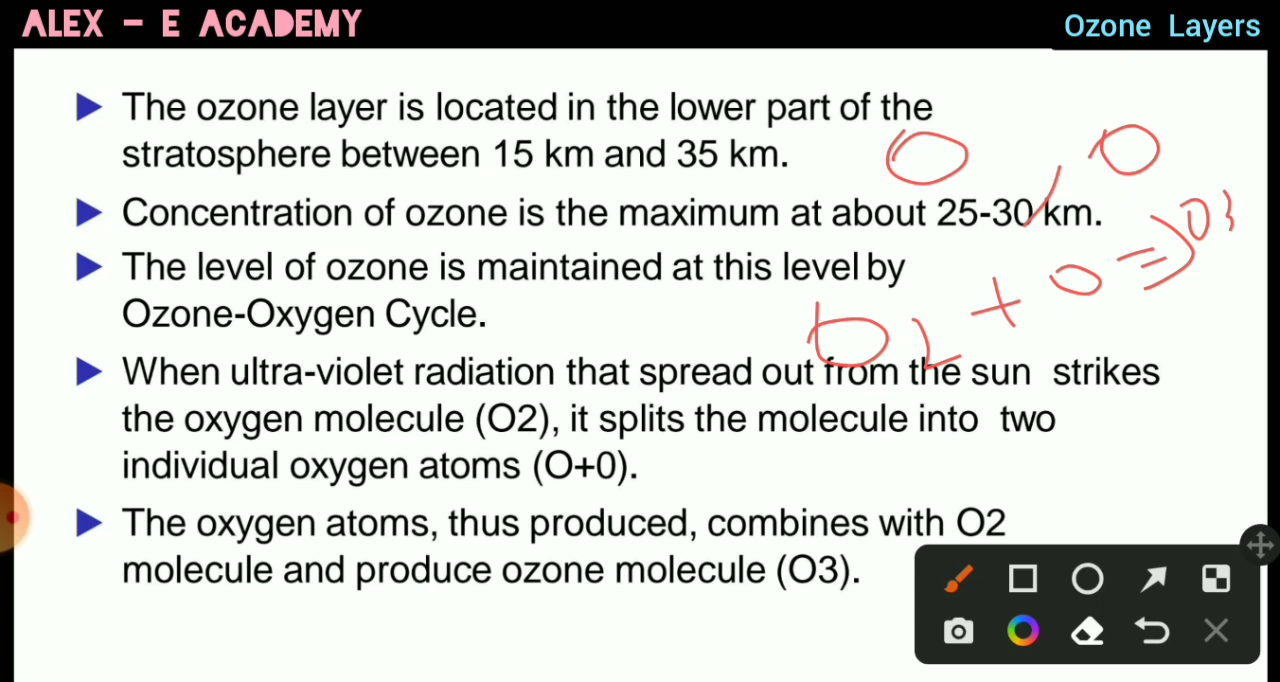 ALEX - E ACADEMY
Ozone Layers
The ozone layer is located in the lower part of the
stratosphere between 15 km and 35 km.
Concentration of ozone is the maximum at about 25-30 km.
The level of ozone is maintained at this level by
Ozone-Oxygen Cycle.
When ultra-violet radiation that spread out from the sun strikes
the oxygen molecule (O2), it splits the molecule into two
individual oxygen atoms (O+0).
The oxygen atoms, thus produced, combines with O2
molecule and produce ozone molecule (O3).
O / O
O2 + O => O3